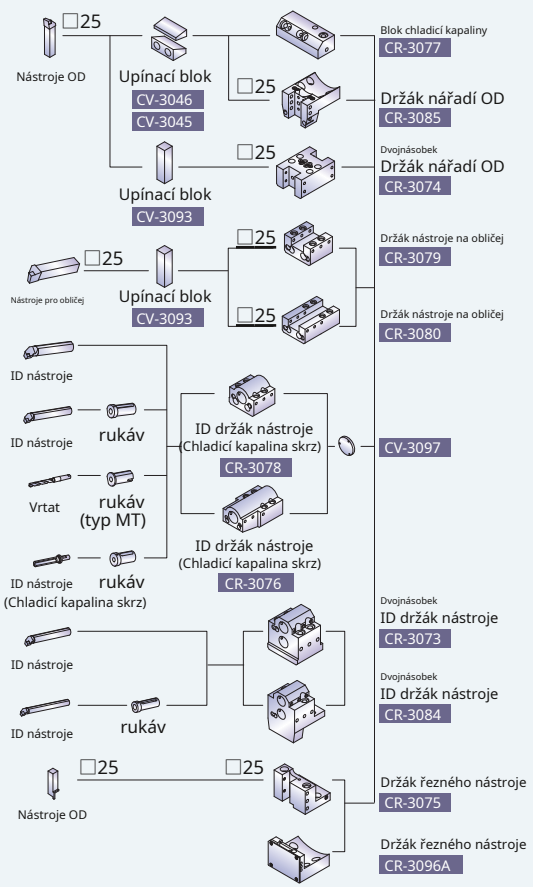 □25
Nástroje OD
Upínací blok
CV-3046
CV-3045
Blok chladicí kapaliny
CR-3077
□25
Držák nářadí OD
CR-3085
Upínací blok
CV-3093
□25
Dvojnásobek
Držák nářadí OD
CR-3074
□25
Nástroje pro obličej
Upínací blok
CV-3093
□25
Držák nástroje na obličej
CR-3079
□25
Držák nástroje na obličej
CR-3080
ID nástroje
ID nástroje
rukáv
Vrtat
rukáv
(typ MT)
ID nástroje
(Chladicí kapalina skrz)
rukáv
ID držák nástroje
(Chladicí kapalina skrz)
CR-3078
ID držák nástroje
(Chladicí kapalina skrz)
CR-3076
CV-3097
ID nástroje
ID nástroje
rukáv
Dvojnásobek
ID držák nástroje
CR-3073
Dvojnásobek
ID držák nástroje
CR-3084
□25
Nástroje OD
□25
Držák řezného nástroje
CR-3075
Držák řezného nástroje
CR-3096A